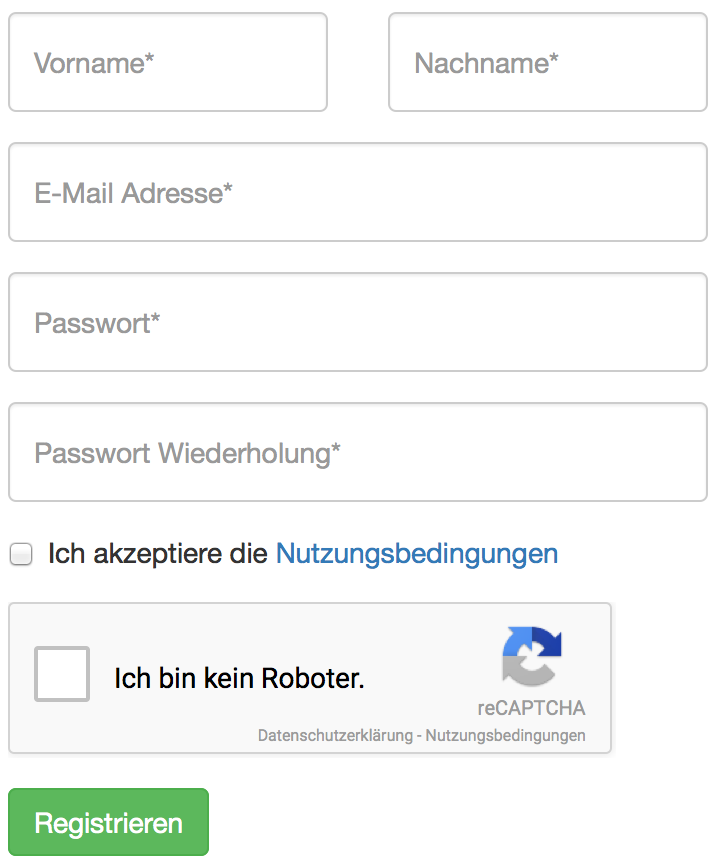 Vorname*
Nachname*
E-Mail Adresse*
Passwort*
Passwort Wiederholung*
Ich akzeptiere die Nutzungsbedingungen
Ich bin kein Roboter.
reCAPTCHA
Datenschutzerklärung - Nutzungsbedingungen
Registrieren